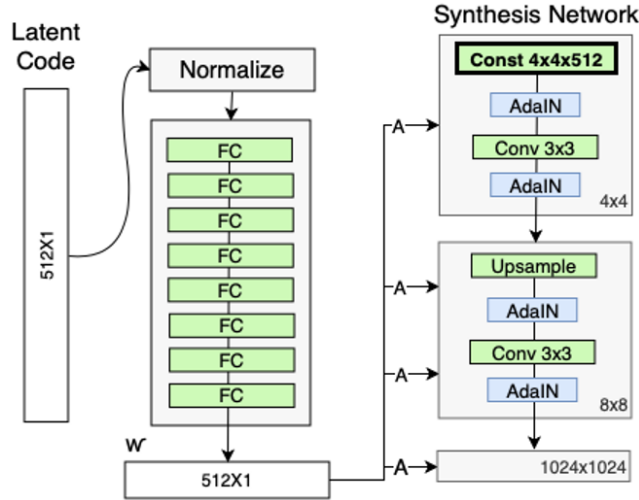 Latent
Code
512X1
Normalize
FC
FC
FC
FC
FC
FC
FC
FC
w
512X1
A
A
A
A
Synthesis Network
Const 4x4x512
AdaIN
Conv 3x3
AdaIN
4x4
Upsample
AdaIN
Conv 3x3
AdaIN
8x8
1024x1024